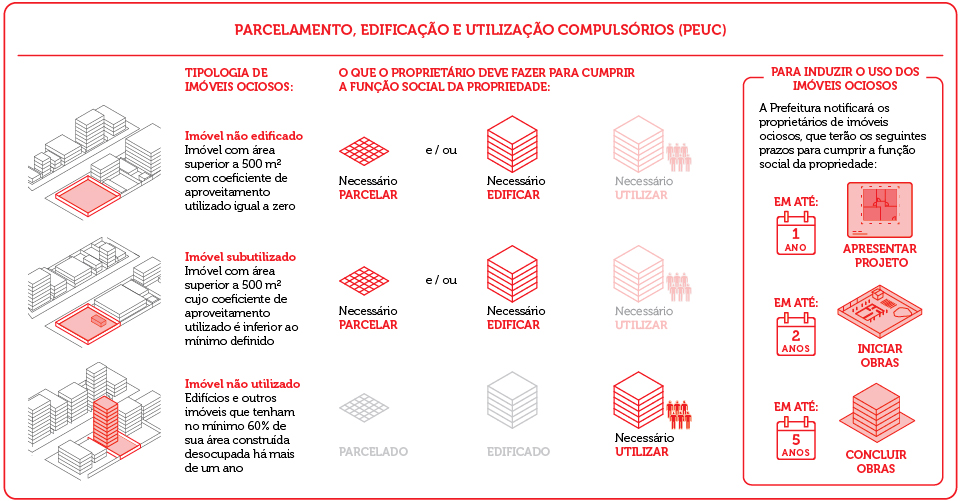 PARCELAMENTO, EDIFICAÇÃO E UTILIZAÇÃO COMPULSÓRIOS (PEUC)
TIPOLOGIA DE
IMÓVEIS OCIOSOS:
O QUE O PROPRIETÁRIO DEVE FAZER PARA CUMPRIR
A FUNÇÃO SOCIAL DA PROPRIEDADE:
Imóvel não edificado
Imóvel com área
superior a 500 m²
com coeficiente de
aproveitamento
utilizado igual a zero
e / ou
Necessário
PARCELAR
Necessário
EDIFICAR
Necessário
UTILIZAR
Imóvel subutilizado
Imóvel com área
superior a 500 m²
cujo coeficiente de
aproveitamento
utilizado é inferior ao
mínimo definido
e / ou
Necessário
PARCELAR
Necessário
EDIFICAR
Necessário
UTILIZAR
Imóvel não utilizado
Edifícios e outros
imóveis que tenham
no mínimo 60% de
sua área construída
desocupada há mais
de um ano
PARCELADO
EDIFICADO
Necessário
UTILIZAR
PARA INDUZIR O USO DOS
IMÓVEIS OCIOSOS
A Prefeitura notificará os
proprietários de imóveis
ociosos, que terão os seguintes
prazos para cumprir a função
social da propriedade:
EM ATÉ:
1
ANO
APRESENTAR
PROJETO
EM ATÉ:
2
ANOS
INICIAR
OBRAS
EM ATÉ:
5
ANOS
CONCLUIR
OBRAS